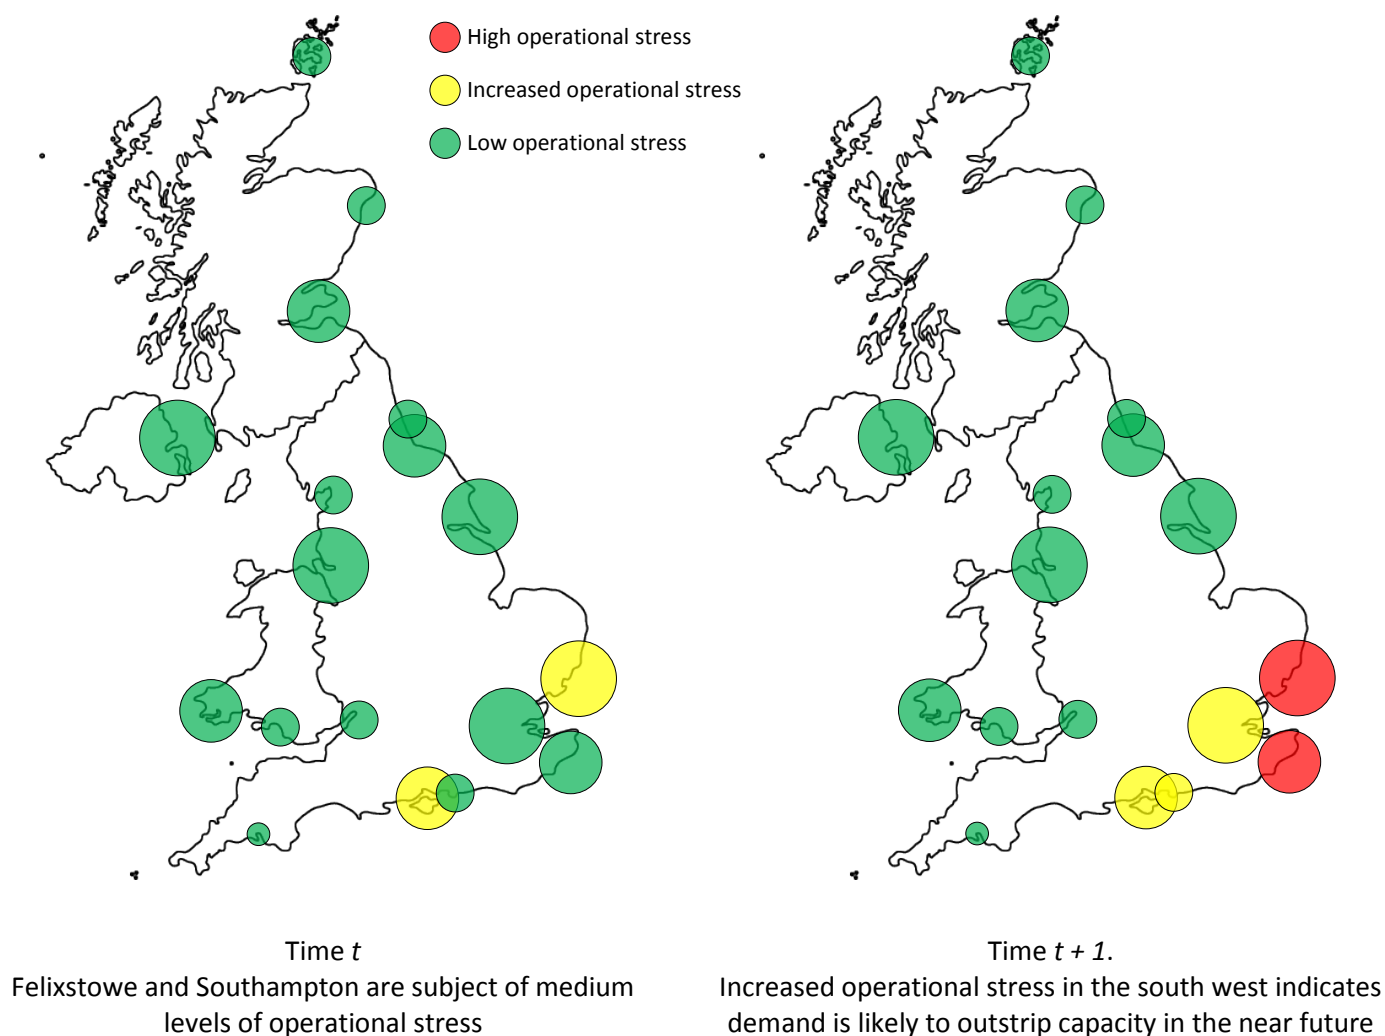 High operational stress
Increased operational stress
Low operational stress
Time t
Felixstowe and Southampton are subject of medium
levels of operational stress
Time t + 1.
Increased operational stress in the south west indicates
demand is likely to outstrip capacity in the near future